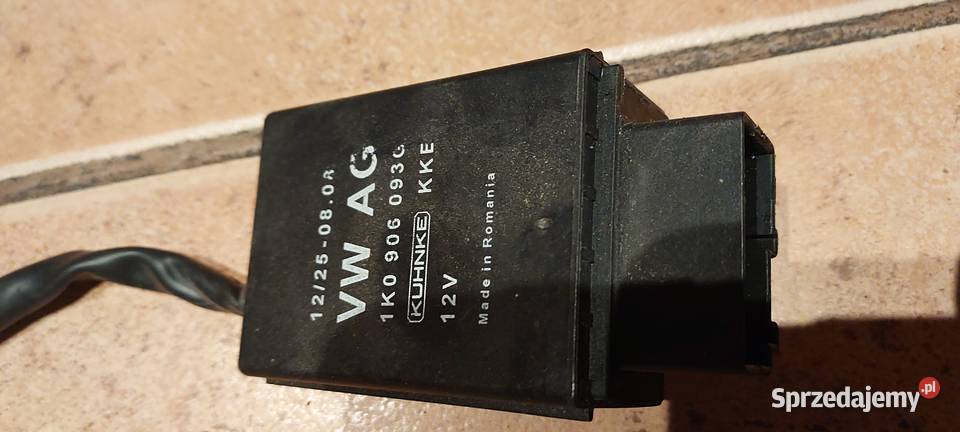 12/25-08.08
VW AG
1K0 906 093G
KUHNKE KKE
12V
Made in Romania
Sprzedajemy.pl